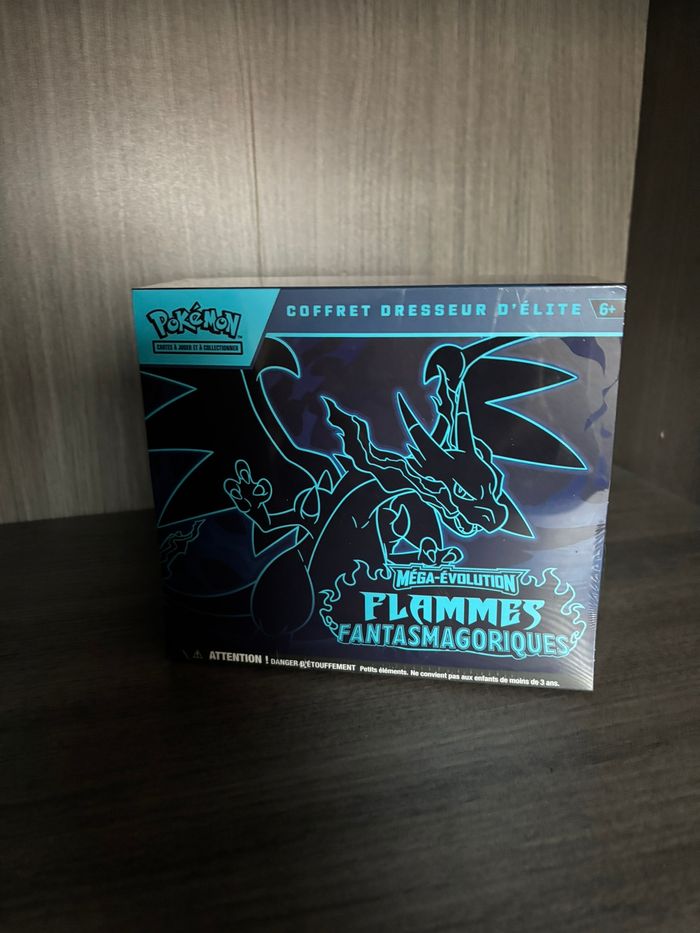 POKéMON
CARTES À JOUER ET À COLLECTIONNER
COFFRET DRESSEUR D'ÉLITE 6+
MÉGA-ÉVOLUTION
FLAMMES
FANTASMAGORIQUES
ATTENTION ! DANGER D'ÉTOUFFEMENT Petits éléments. Ne convient pas aux enfants de moins de 3 ans.